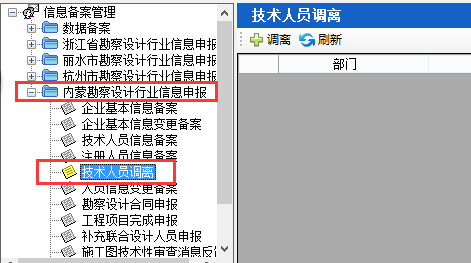 信息备案管理
数据备案
浙江省勘察设计行业信息申报
丽水市勘察设计行业信息申报
杭州市勘察设计行业信息申报
内蒙勘察设计行业信息申报
企业基本信息备案
企业基本信息变更备案
技术人员信息备案
注册人员信息备案
技术人员调离
人员信息变更备案
勘察设计合同申报
工程项目完成申报
补充联合设计人员申报
施工图技术性审查消息反馈
技术人员调离
调离 刷新
部门